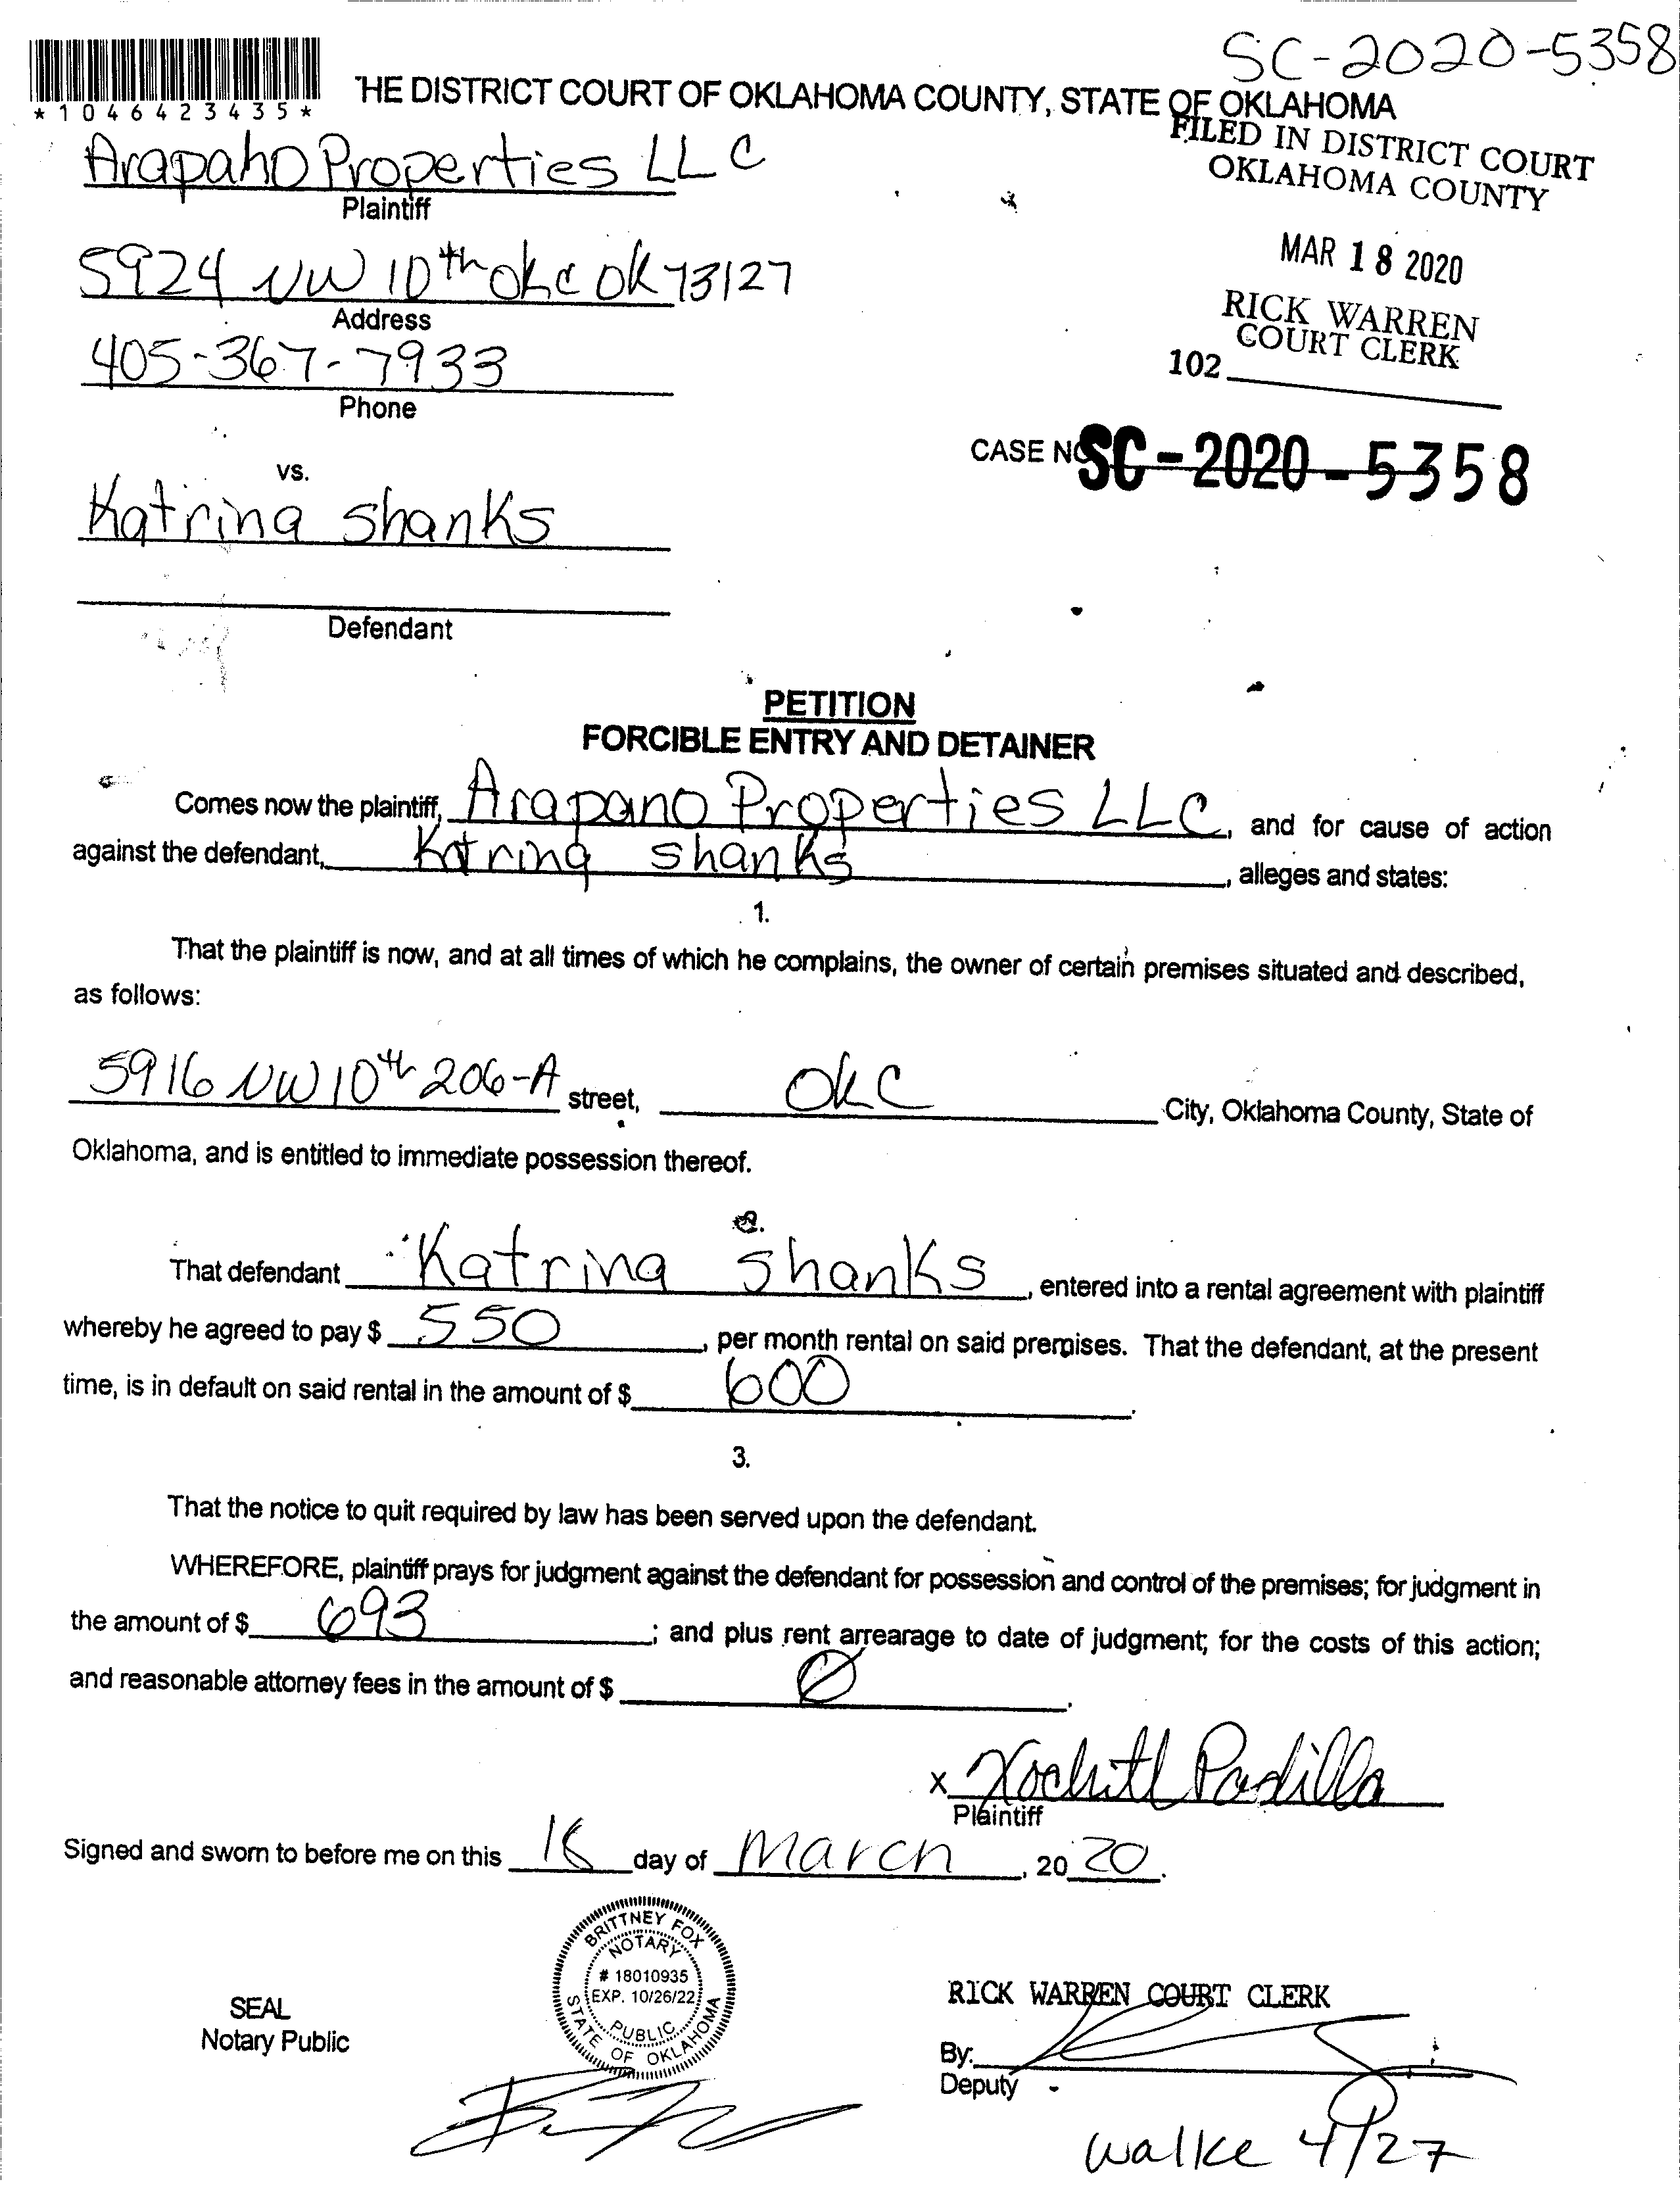 SC-2020-5358
*1046423435*
THE DISTRICT COURT OF OKLAHOMA COUNTY, STATE OF OKLAHOMA
FILED IN DISTRICT COURT
OKLAHOMA COUNTY
Arapaho Properties LLC
Plaintiff
MAR 18 2020
5924 NW 10th OKC OK 73127
Address
RICK WARREN
COURT CLERK
102
405-367-7933
Phone
CASE NO SC-2020-5358
vs.
Katrina Shanks
Defendant
PETITION
FORCIBLE ENTRY AND DETAINER
Comes now the plaintiff, Arapano Properties LLC, and for cause of action
against the defendant, Katrina Shanks, alleges and states:
1.
That the plaintiff is now, and at all times of which he complains, the owner of certain premises situated and described,
as follows:
5916 NW 10th 206-A street, OKC City, Oklahoma County, State of
Oklahoma, and is entitled to immediate possession thereof.
2.
That defendant Katrina Shanks, entered into a rental agreement with plaintiff
whereby he agreed to pay $ 550, per month rental on said premises. That the defendant, at the present
time, is in default on said rental in the amount of $ 600.
3.
That the notice to quit required by law has been served upon the defendant.
WHEREFORE, plaintiff prays for judgment against the defendant for possession and control of the premises; for judgment in
the amount of $ 693; and plus rent arrearage to date of judgment; for the costs of this action;
and reasonable attorney fees in the amount of $ Ø.
x Xochitl Padilla
Plaintiff
Signed and sworn to before me on this 18 day of March, 2020.
BRITTNEY FOX
NOTARY
# 18010935
EXP. 10/26/22
PUBLIC
STATE OF OKLAHOMA
SEAL
Notary Public
RICK WARREN COURT CLERK
By:
Deputy
Walke 4/27